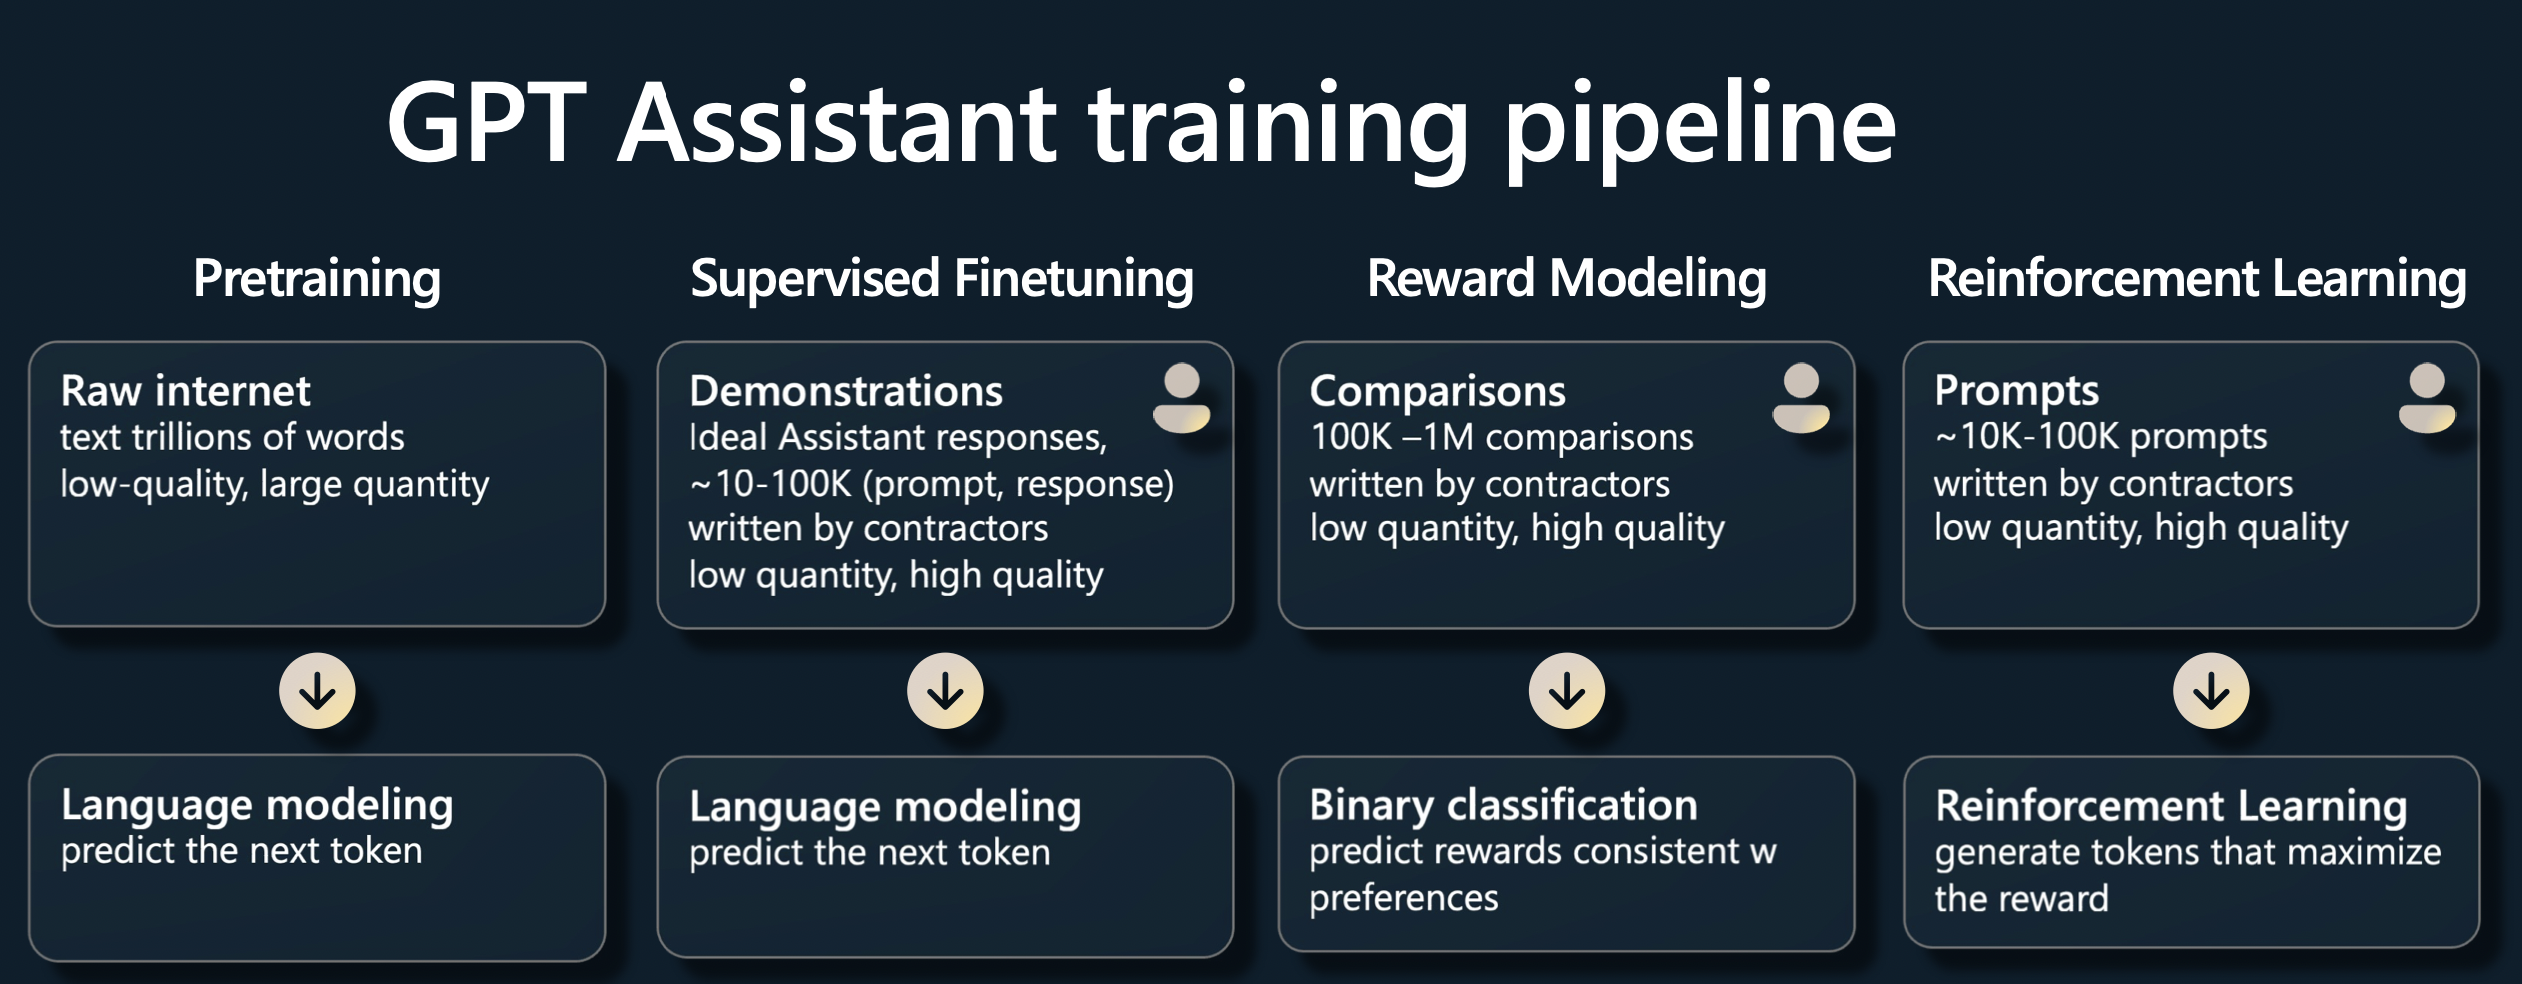 GPT Assistant training pipeline
Pretraining
Supervised Finetuning
Reward Modeling
Reinforcement Learning
Raw internet
text trillions of words
low-quality, large quantity
Demonstrations
Ideal Assistant responses,
~10-100K (prompt, response)
written by contractors
low quantity, high quality
Comparisons
100K –1M comparisons
written by contractors
low quantity, high quality
Prompts
~10K-100K prompts
written by contractors
low quantity, high quality
Language modeling
predict the next token
Language modeling
predict the next token
Binary classification
predict rewards consistent w
preferences
Reinforcement Learning
generate tokens that maximize
the reward